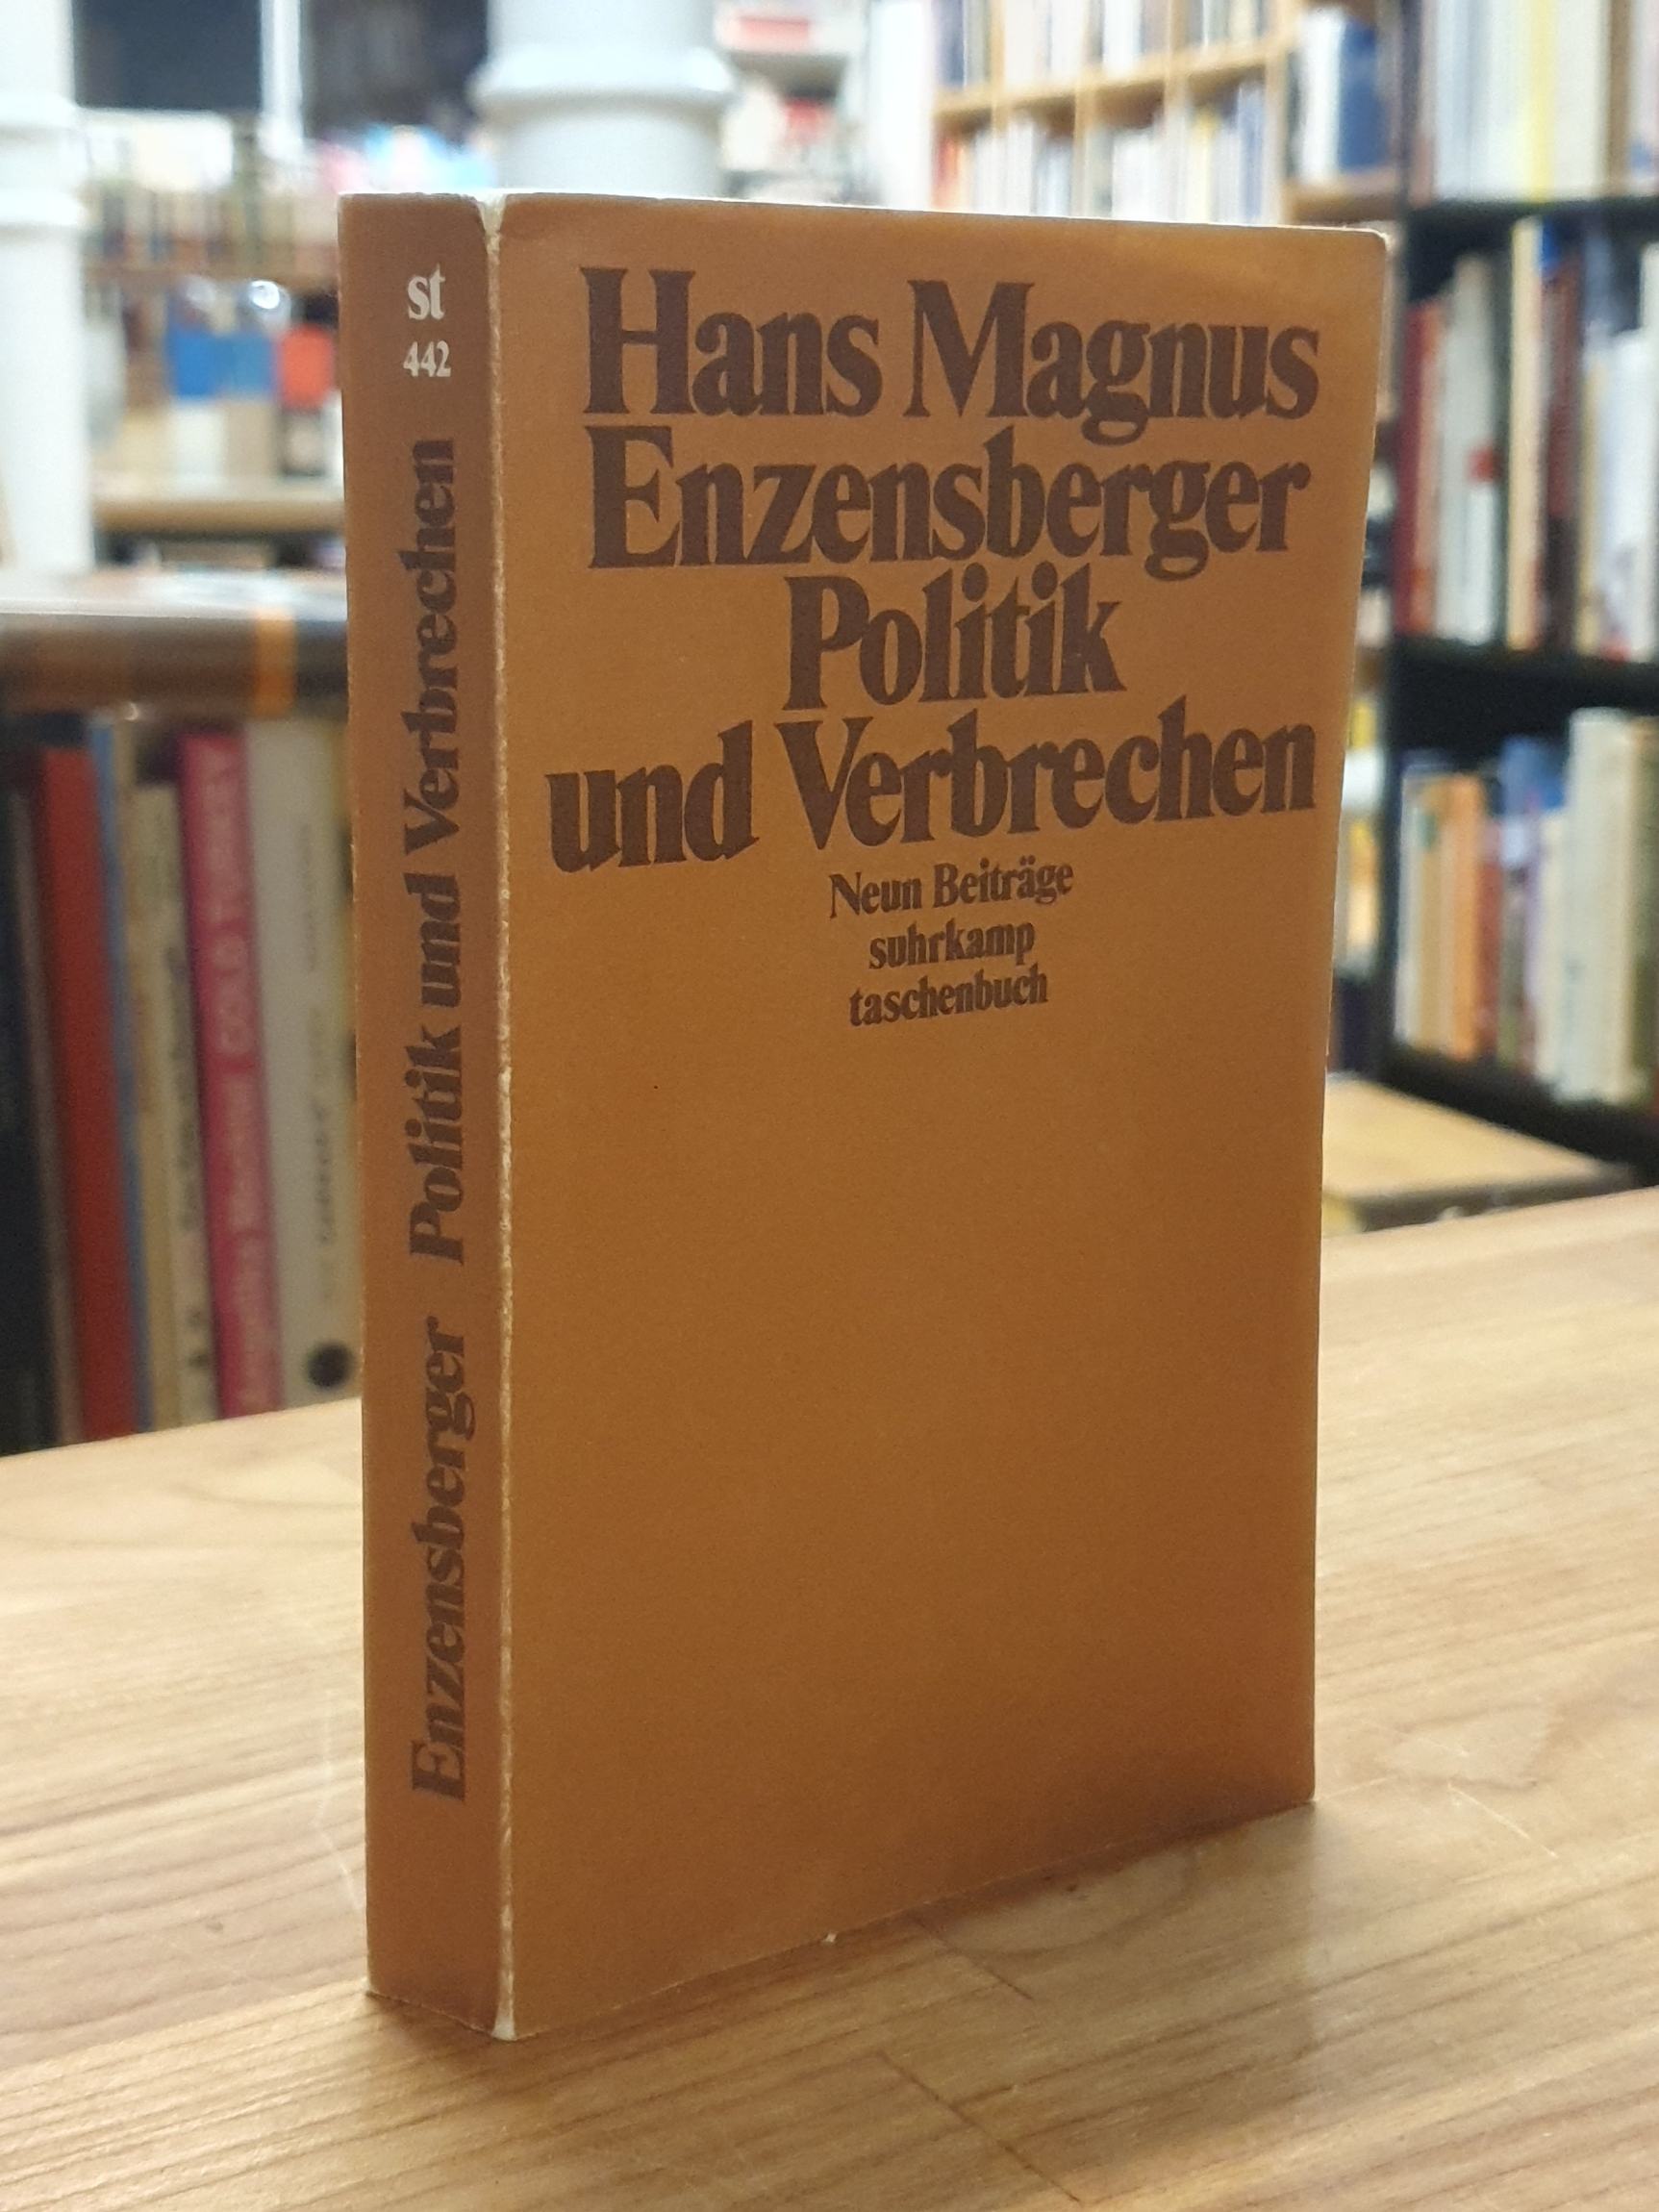 st
442
Enzensberger Politik und Verbrechen
Hans Magnus
Enzensberger
Politik
und Verbrechen
Neun Beiträge
suhrkamp
taschenbuch